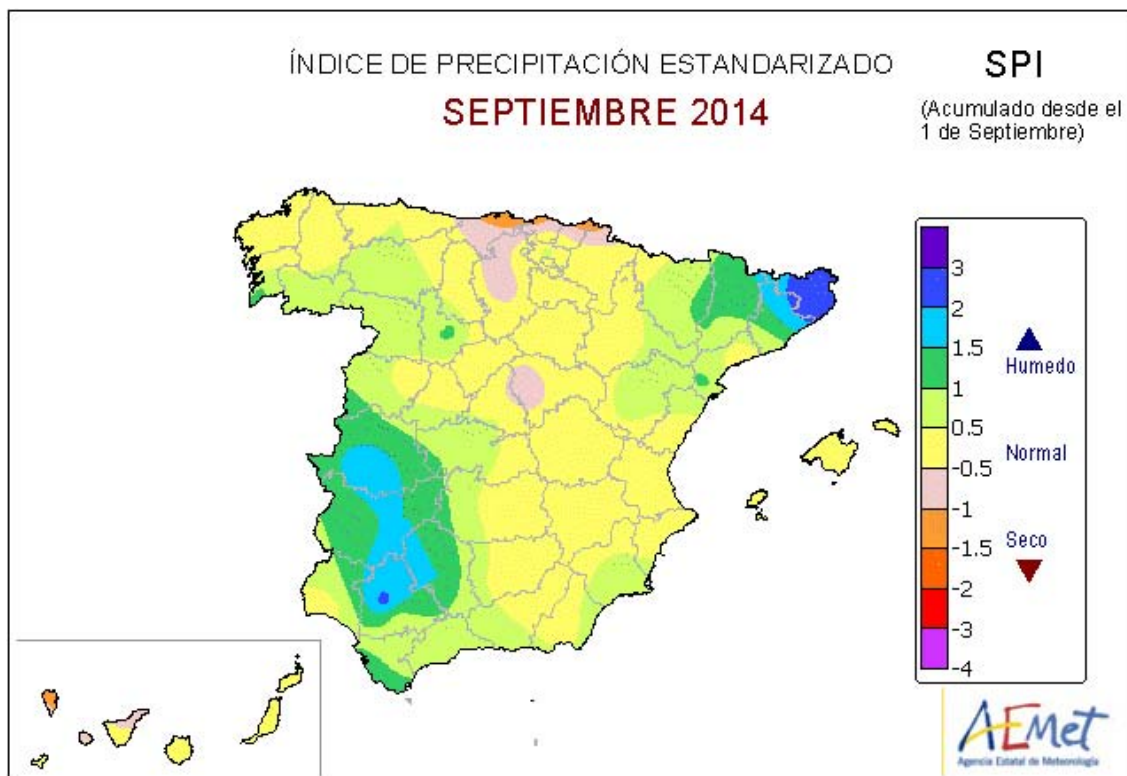 ÍNDICE DE PRECIPITACIÓN ESTANDARIZADO
SEPTIEMBRE 2014
SPI
(Acumulado desde el
1 de Septiembre)
3
2
1.5
1
0.5
-0.5
-1
-1.5
-2
-3
-4
Humedo
Normal
Seco
AEMet
Agencia Estatal de Meteorología